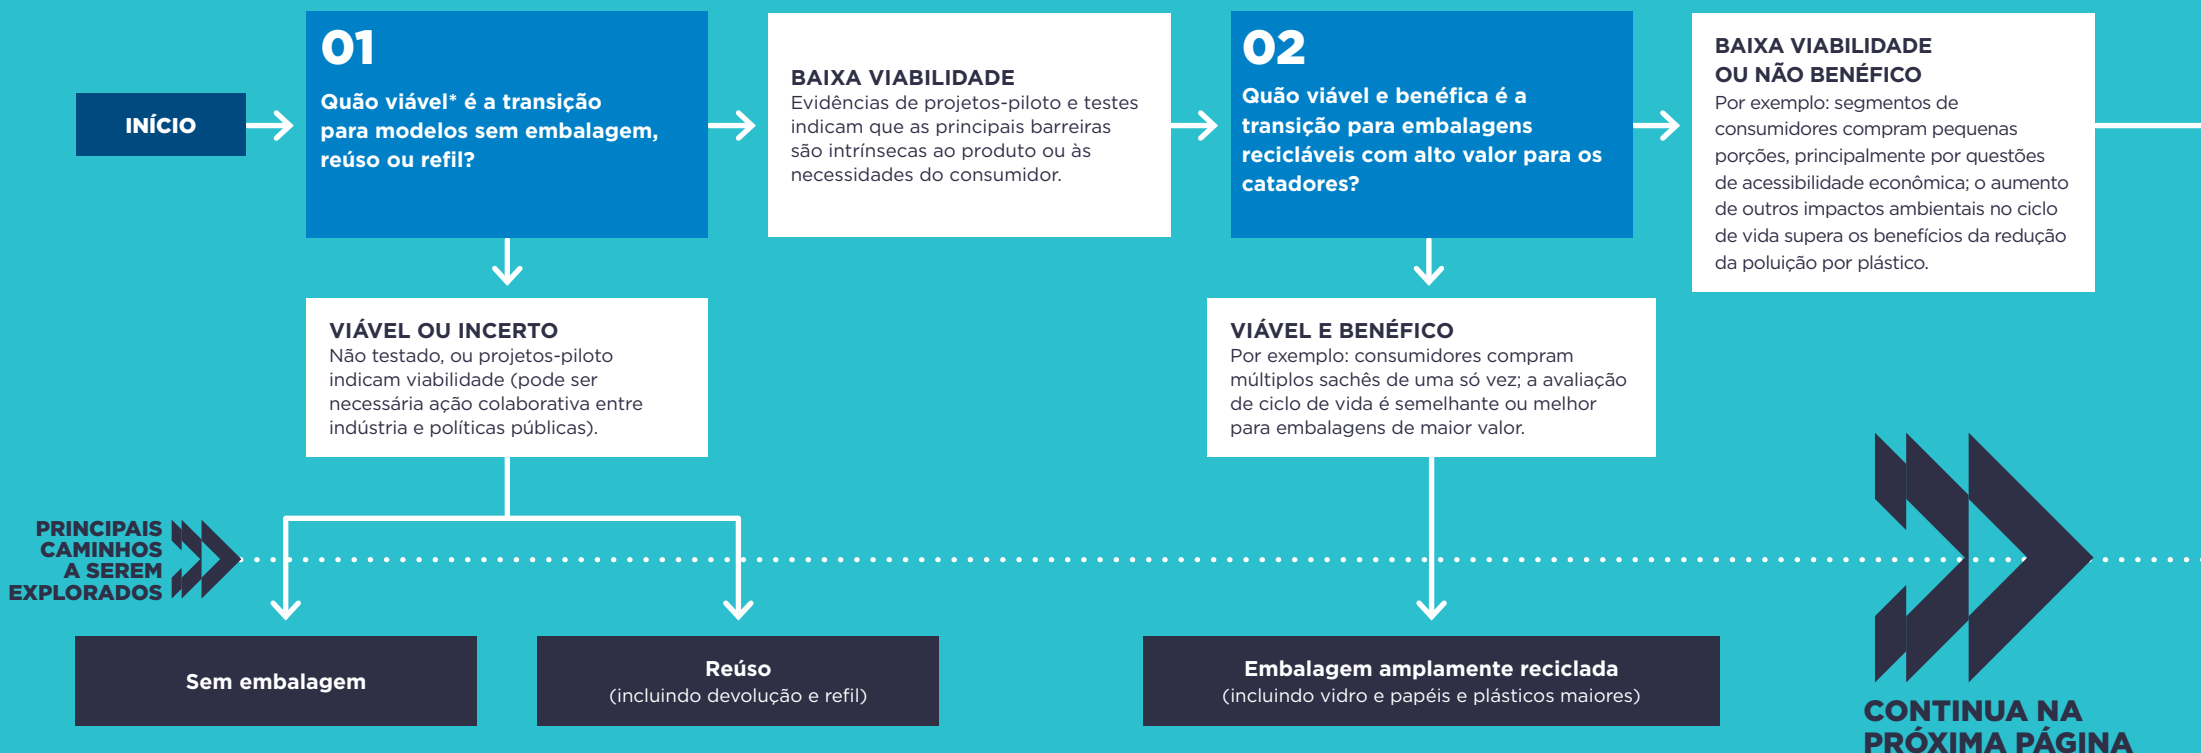 INÍCIO
01
Quão viável* é a transição
para modelos sem embalagem,
reúso ou refil?
BAIXA VIABILIDADE
Evidências de projetos-piloto e testes
indicam que as principais barreiras
são intrínsecas ao produto ou às
necessidades do consumidor.
02
Quão viável e benéfica é a
transição para embalagens
recicláveis com alto valor para os
catadores?
BAIXA VIABILIDADE
OU NÃO BENÉFICO
Por exemplo: segmentos de
consumidores compram pequenas
porções, principalmente por questões
de acessibilidade econômica; o aumento
de outros impactos ambientais no ciclo
de vida supera os benefícios da redução
da poluição por plástico.
VIÁVEL OU INCERTO
Não testado, ou projetos-piloto
indicam viabilidade (pode ser
necessária ação colaborativa entre
indústria e políticas públicas).
VIÁVEL E BENÉFICO
Por exemplo: consumidores compram
múltiplos sachês de uma só vez; a avaliação
de ciclo de vida é semelhante ou melhor
para embalagens de maior valor.
PRINCIPAIS
CAMINHOS
A SEREM
EXPLORADOS
Sem embalagem
Reúso
(incluindo devolução e refil)
Embalagem amplamente reciclada
(incluindo vidro e papéis e plásticos maiores)
CONTINUA NA
PRÓXIMA PÁGINA